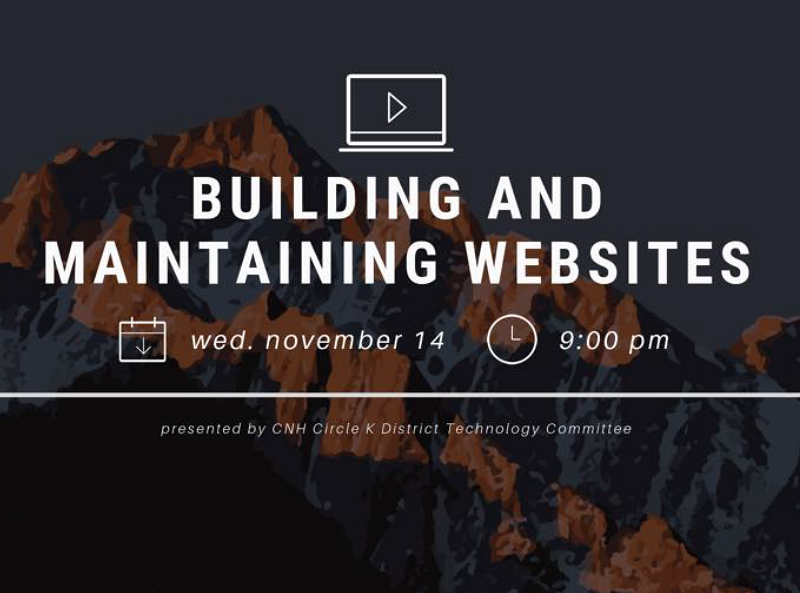 BUILDING AND
MAINTAINING WEBSITES
wed. november 14 9:00 pm
presented by CNH Circle K District Technology Committee